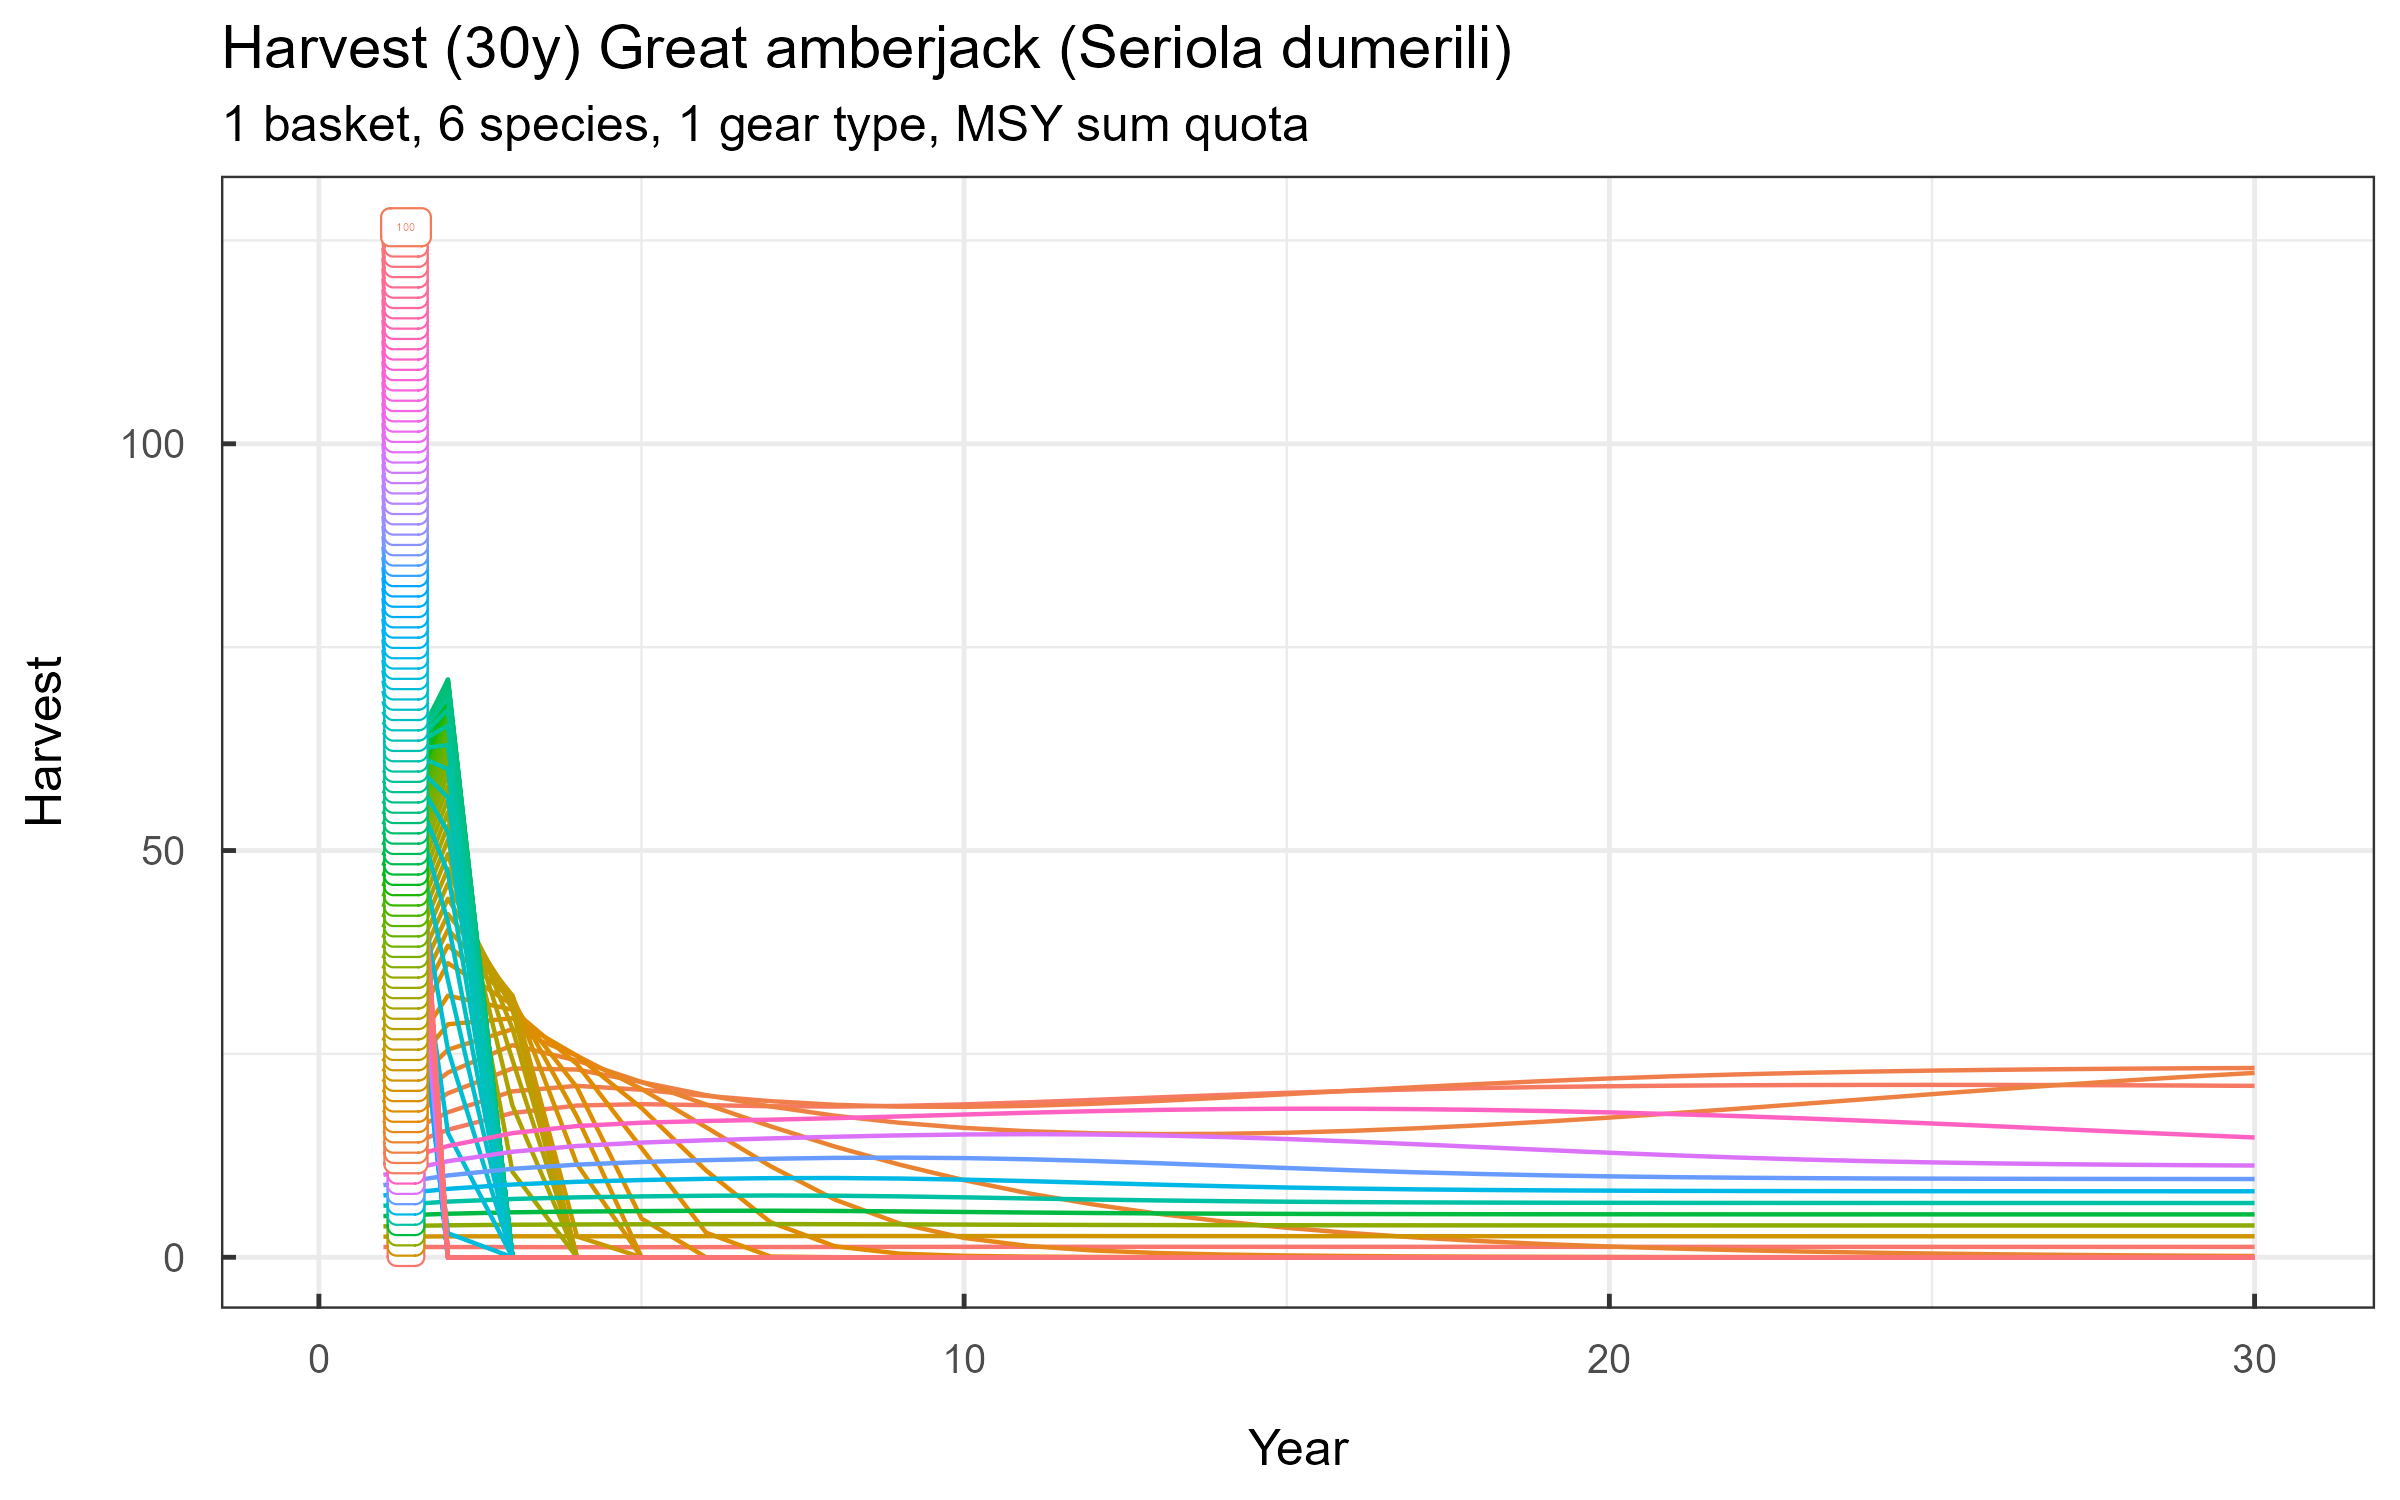 Harvest (30y) Great amberjack (Seriola dumerili)
1 basket, 6 species, 1 gear type, MSY sum quota
100
100
50
0
Harvest
0 10 20 30
Year